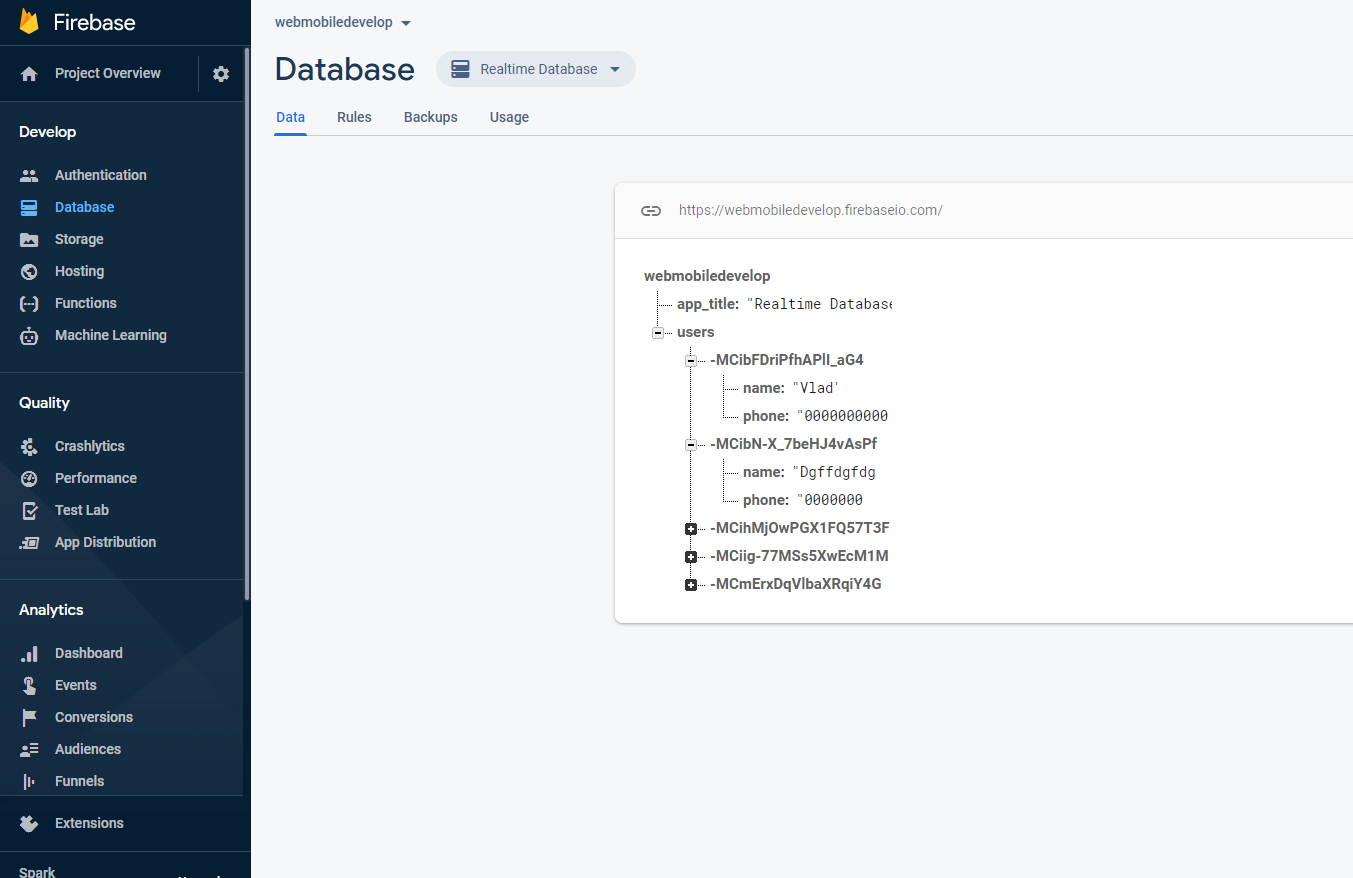 Firebase
Project Overview
Develop
Authentication
Database
Storage
Hosting
Functions
Machine Learning
Quality
Crashlytics
Performance
Test Lab
App Distribution
Analytics
Dashboard
Events
Conversions
Audiences
Funnels
Extensions
Spark
webmobiledevelop
Database
Realtime Database
Data Rules Backups Usage
https://webmobiledevelop.firebaseio.com/
webmobiledevelop
app_title: "Realtime Database
users
-MCibFDriPfhAPlI_aG4
name: "Vlad"
phone: "0000000000
-MCibN-X_7beHJ4vAsPf
name: "Dgffdgfdg
phone: "0000000
-MCihMjOwPGX1FQ57T3F
-MCiig-77MSs5XwEcM1M
-MCmErxDqVlbaXRqiY4G